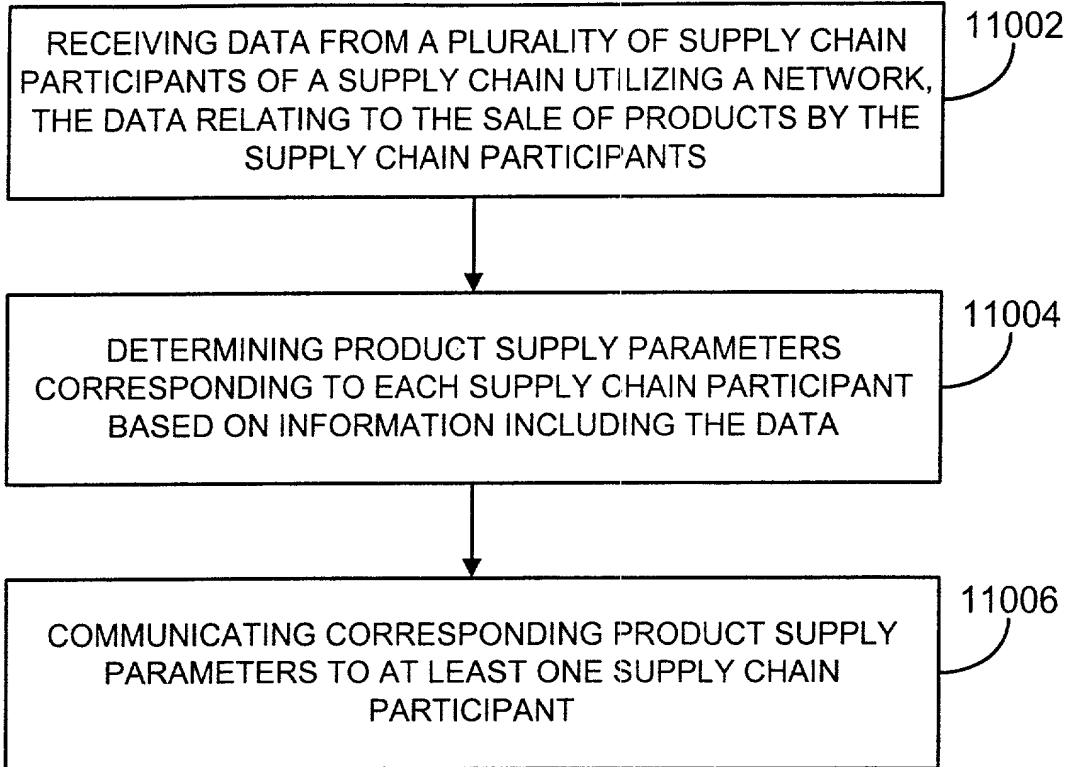 11002
RECEIVING DATA FROM A PLURALITY OF SUPPLY CHAIN
PARTICIPANTS OF A SUPPLY CHAIN UTILIZING A NETWORK,
THE DATA RELATING TO THE SALE OF PRODUCTS BY THE
SUPPLY CHAIN PARTICIPANTS
11004
DETERMINING PRODUCT SUPPLY PARAMETERS
CORRESPONDING TO EACH SUPPLY CHAIN PARTICIPANT
BASED ON INFORMATION INCLUDING THE DATA
11006
COMMUNICATING CORRESPONDING PRODUCT SUPPLY
PARAMETERS TO AT LEAST ONE SUPPLY CHAIN
PARTICIPANT